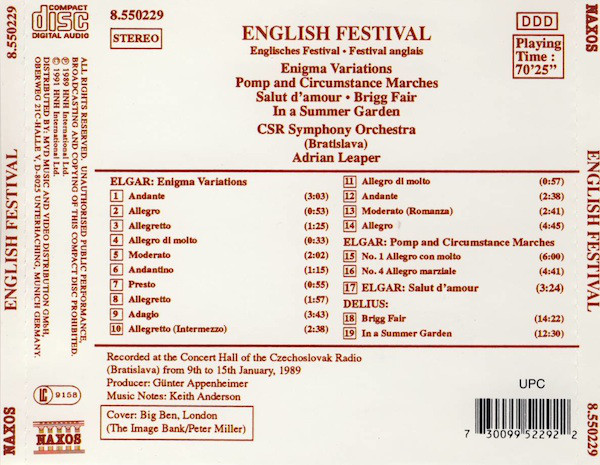 8.550229
NAXOS
ENGLISH FESTIVAL
COMPACT
disc
DIGITAL AUDIO
ALL RIGHTS RESERVED. UNAUTHORISED PUBLIC PERFORMANCE,
BROADCASTING AND COPYING OF THIS COMPACT DISC PROHIBITED.
℗ 1989 HNH International Ltd.
© 1991 HNH International Ltd.
DISTRIBUTED BY: MVD MUSIC AND VIDEO DISTRIBUTION GmbH,
OBERWEG 21C-HALLE V, D-8025 UNTERHACHING, MUNICH GERMANY.
LC 9158
NAXOS
8.550229
STEREO
ENGLISH FESTIVAL
Englisches Festival • Festival anglais
Enigma Variations
Pomp and Circumstance Marches
Salut d'amour • Brigg Fair
In a Summer Garden
CSR Symphony Orchestra
(Bratislava)
Adrian Leaper
DDD
Playing
Time :
70'25"
ELGAR: Enigma Variations
1 Andante (3:03)
2 Allegro (0:53)
3 Allegretto (1:25)
4 Allegro di molto (0:33)
5 Moderato (2:02)
6 Andantino (1:15)
7 Presto (0:55)
8 Allegretto (1:57)
9 Adagio (3:43)
10 Allegretto (Intermezzo) (2:38)
11 Allegro di molto (0:57)
12 Andante (2:38)
13 Moderato (Romanza) (2:41)
14 Allegro (4:45)
ELGAR: Pomp and Circumstance Marches
15 No. 1 Allegro con molto (6:00)
16 No. 4 Allegro marziale (4:41)
17 ELGAR: Salut d'amour (3:24)
DELIUS:
18 Brigg Fair (14:22)
19 In a Summer Garden (12:30)
Recorded at the Concert Hall of the Czechoslovak Radio
(Bratislava) from 9th to 15th January, 1989
Producer: Günter Appenheimer
Music Notes: Keith Anderson
Cover: Big Ben, London
(The Image Bank/Peter Miller)
UPC
7 30099 52292 2
NAXOS
ENGLISH FESTIVAL
8.550229